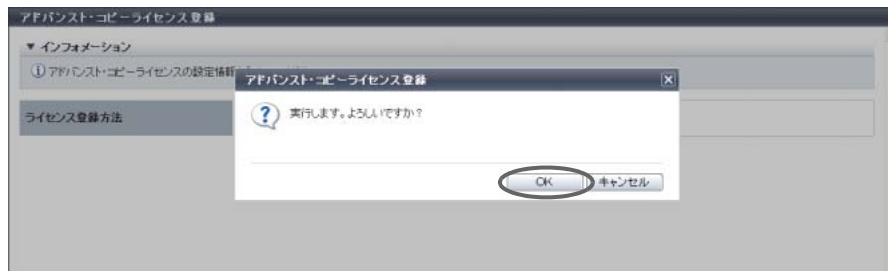 アドバンスト・コピーライセンス登録
▼ インフォメーション
アドバンスト・コピーライセンスの設定情報
アドバンスト・コピーライセンス登録
ライセンス登録方法
実行します。よろしいですか?
OK
キャンセル